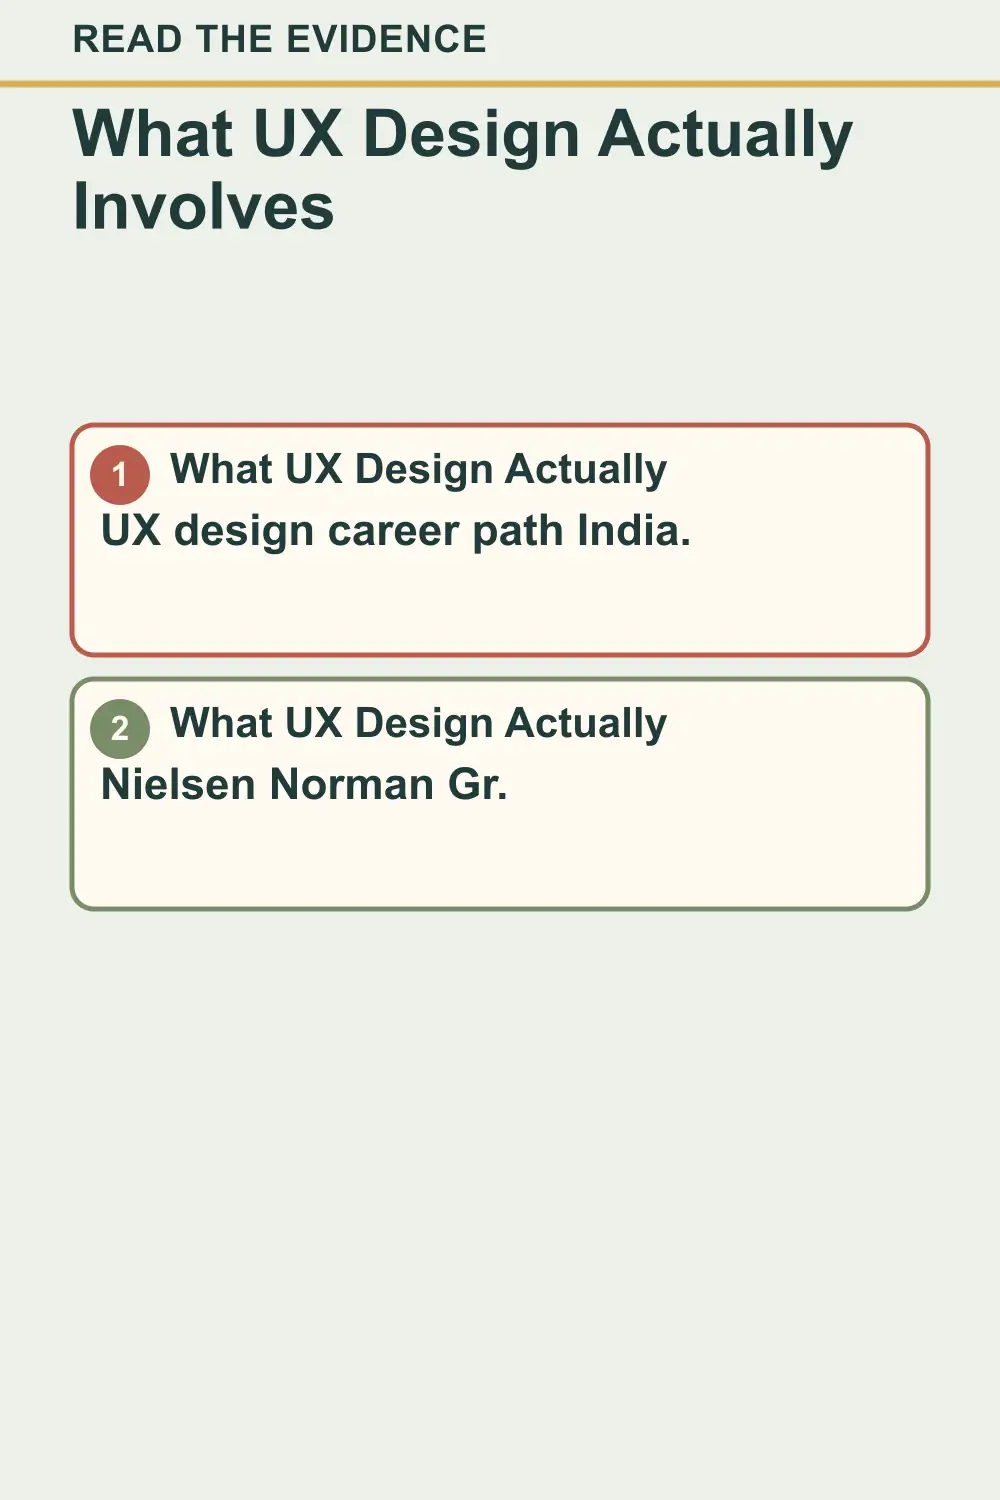 READ THE EVIDENCE
What UX Design Actually
Involves
1 What UX Design Actually
UX design career path India.
2 What UX Design Actually
Nielsen Norman Gr.